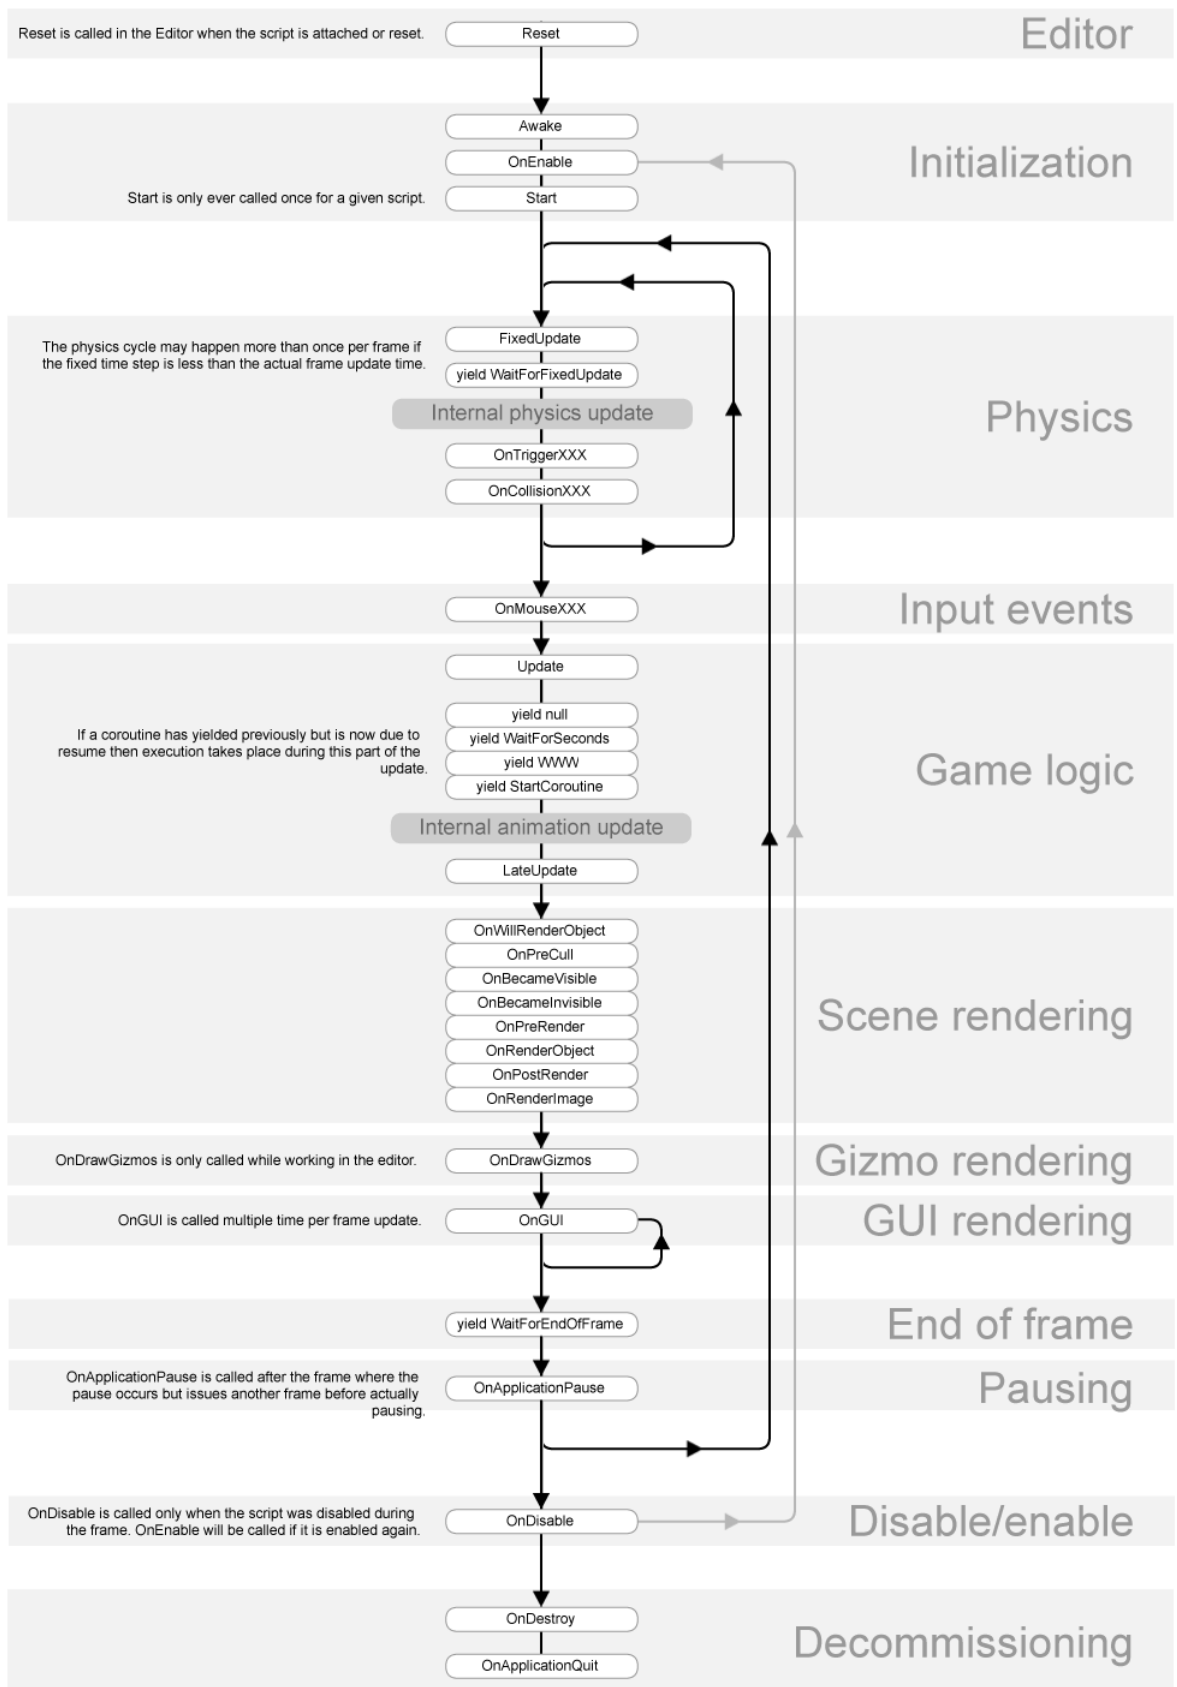 Reset is called in the Editor when the script is attached or reset.
Reset
Editor
Awake
OnEnable
Initialization
Start is only ever called once for a given script.
Start
FixedUpdate
The physics cycle may happen more than once per frame if
the fixed time step is less than the actual frame update time.
yield WaitForFixedUpdate
Internal physics update
Physics
OnTriggerXXX
OnCollisionXXX
OnMouseXXX
Input events
Update
yield null
If a coroutine has yielded previously but is now due to
resume then execution takes place during this part of the
update.
yield WaitForSeconds
yield WWW
yield StartCoroutine
Game logic
Internal animation update
LateUpdate
OnWillRenderObject
OnPreCull
OnBecameVisible
OnBecameInvisible
OnPreRender
OnRenderObject
OnPostRender
OnRenderImage
Scene rendering
OnDrawGizmos is only called while working in the editor.
OnDrawGizmos
Gizmo rendering
OnGUI is called multiple time per frame update.
OnGUI
GUI rendering
yield WaitForEndOfFrame
End of frame
OnApplicationPause is called after the frame where the
pause occurs but issues another frame before actually
pausing.
OnApplicationPause
Pausing
OnDisable is called only when the script was disabled during
the frame. OnEnable will be called if it is enabled again.
OnDisable
Disable/enable
OnDestroy
Decommissioning
OnApplicationQuit